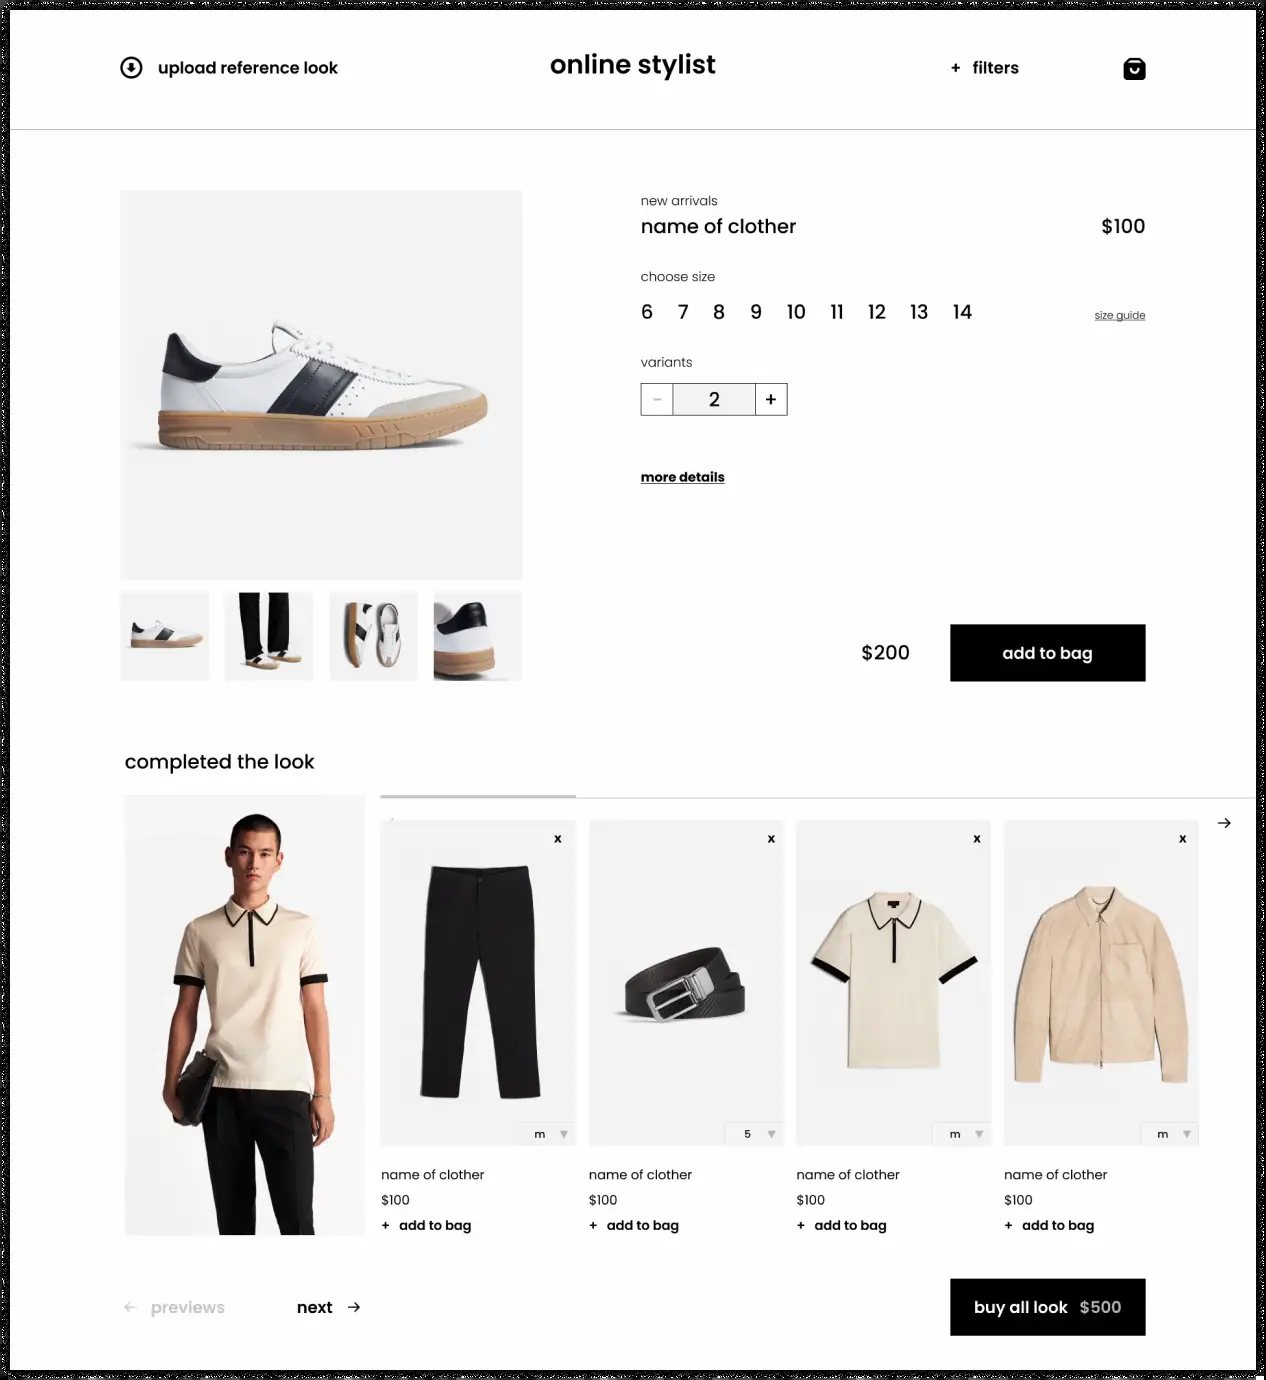 upload reference look
online stylist
+ filters
new arrivals
name of clother
$100
choose size
6 7 8 9 10 11 12 13 14
size guide
variants
- 2 +
more details
$200
add to bag
completed the look
x
x
x
x
m
5
m
m
name of clother
name of clother
name of clother
name of clother
$100
$100
$100
$100
+ add to bag
+ add to bag
+ add to bag
+ add to bag
← previews
next →
buy all look $500